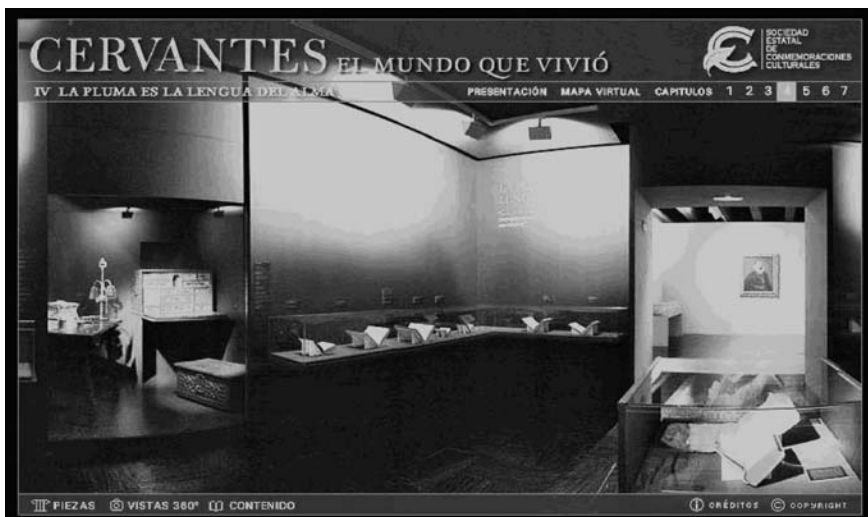 CERVANTES EL MUNDO QUE VIVIÓ
SOCIEDAD
ESTATAL
DE
CONMEMORACIONES
CULTURALES
IV LA PLUMA ES LA LENGUA DEL ALMA
PRESENTACIÓN MAPA VIRTUAL CAPITULOS 1 2 3 4 5 6 7
PIEZAS VISTAS 360º CONTENIDO
CRÉDITOS © COPYRIGHT